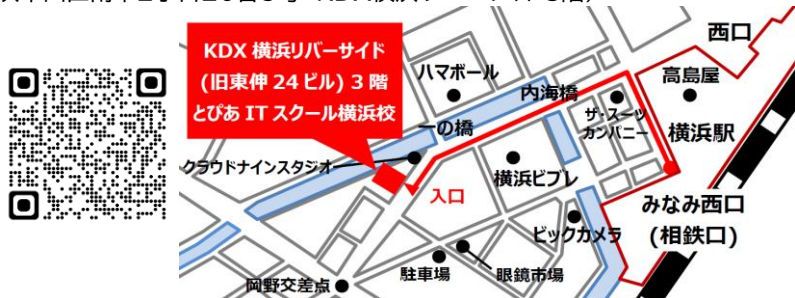 KDX 横浜リバーサイド
(旧東伸 24 ビル) 3 階
とぴあ IT スクール横浜校
西口
ハマボール
高島屋
内海橋
ザ・スーツ
カンパニー
一の橋
横浜駅
クラウドナインスタジオ
横浜ビブレ
入口
みなみ西口
(相鉄口)
ビックカメラ
駐車場
眼鏡市場
岡野交差点